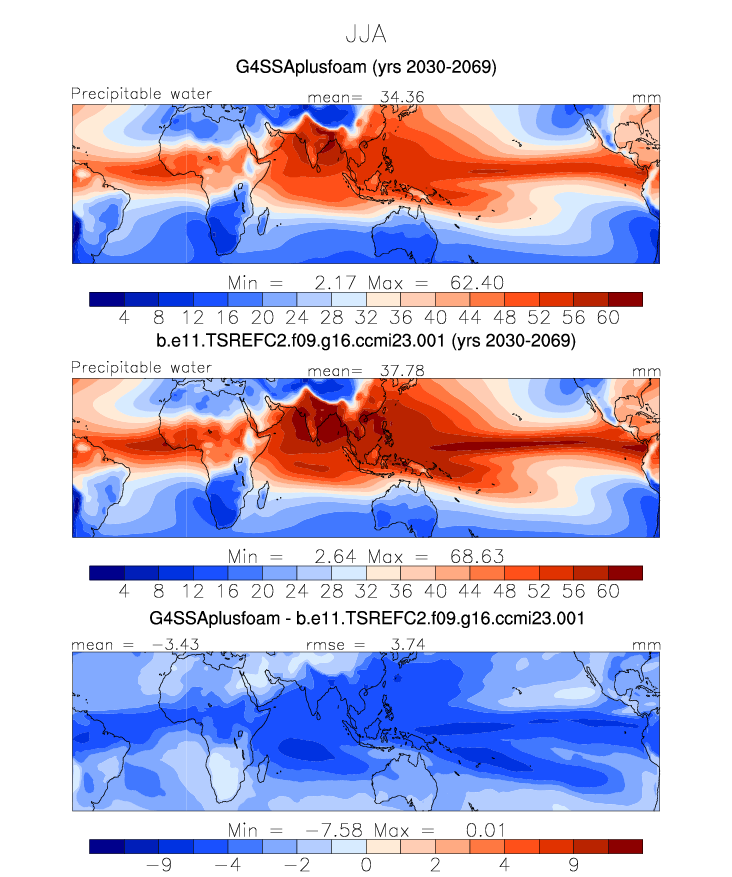 JJA
G4SSAplusfoam (yrs 2030-2069)
Precipitable water mean= 34.36 mm
Min = 2.17 Max = 62.40
4 8 12 16 20 24 28 32 36 40 44 48 52 56 60
b.e11.TSREFC2.f09.g16.ccmi23.001 (yrs 2030-2069)
Precipitable water mean= 37.78 mm
Min = 2.64 Max = 68.63
4 8 12 16 20 24 28 32 36 40 44 48 52 56 60
G4SSAplusfoam - b.e11.TSREFC2.f09.g16.ccmi23.001
mean = -3.43 rmse = 3.74 mm
Min = -7.58 Max = 0.01
-9 -4 -2 0 2 4 9